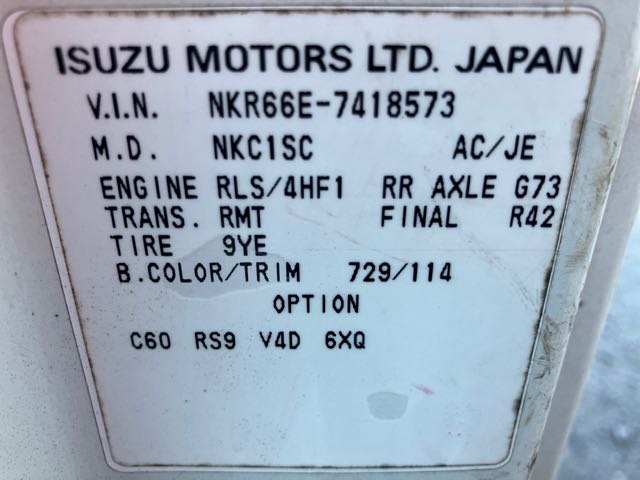 ISUZU MOTORS LTD. JAPAN
V.I.N. NKR66E-7418573
M.D. NKC1SC AC/JE
ENGINE RLS/4HF1 RR AXLE G73
TRANS. RMT FINAL R42
TIRE 9YE
B.COLOR/TRIM 729/114
OPTION
C60 RS9 V4D 6XQ